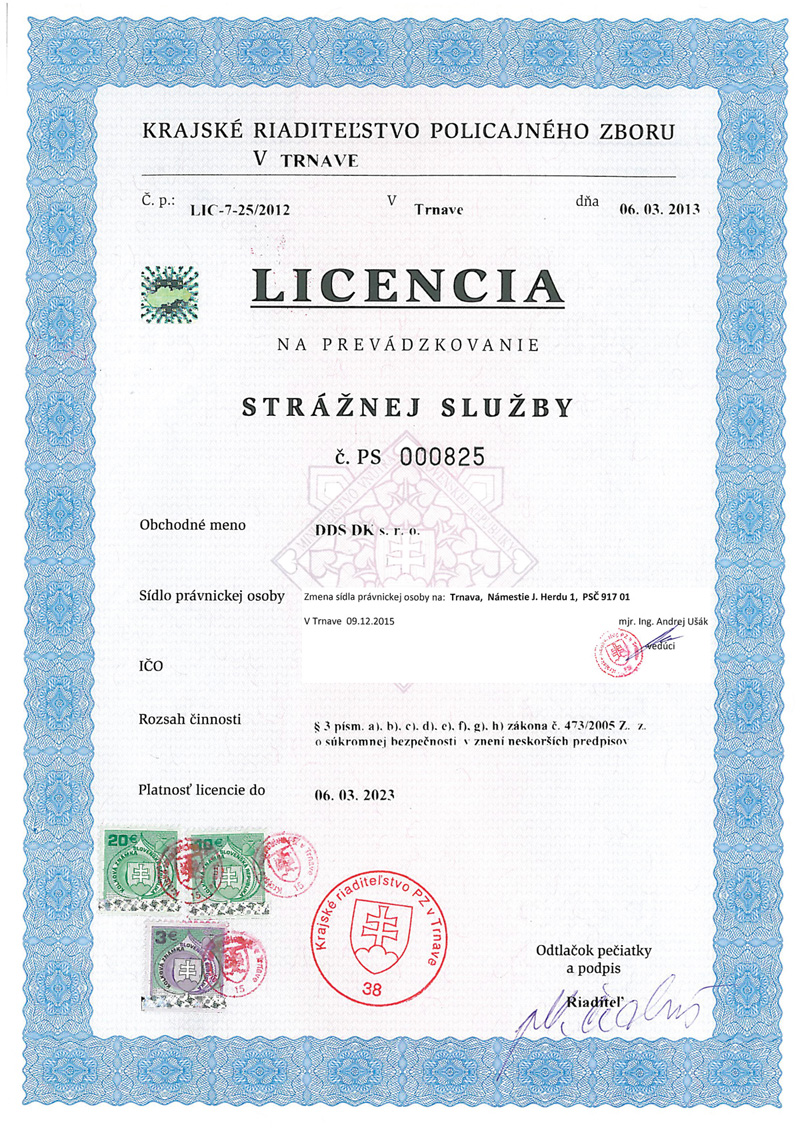 KRAJSKÉ RIADITEĽSTVO POLICAJNÉHO ZBORU
V TRNAVE
Č. p.: LIC-7-25/2012 V Trnave dňa 06. 03. 2013
LICENCIA
NA PREVÁDZKOVANIE
STRÁŽNEJ SLUŽBY
č. PS 000825
Obchodné meno DDS DK s. r. o.
Sídlo právnickej osoby Zmena sídla právnickej osoby na: Trnava, Námestie J. Herdu 1, PSČ 917 01
V Trnave 09.12.2015 mjr. Ing. Andrej Ušák
vedúci
IČO
Rozsah činnosti § 3 písm. a), b), c), d), e), f), g), h) zákona č. 473/2005 Z. z.
o súkromnej bezpečnosti v znení neskorších predpisov
Platnosť licencie do 06. 03. 2023
20€
3€
15
15
Krajské riaditeľstvo PZ v Trnave
38
Odtlačok pečiatky
a podpis
Riaditeľ